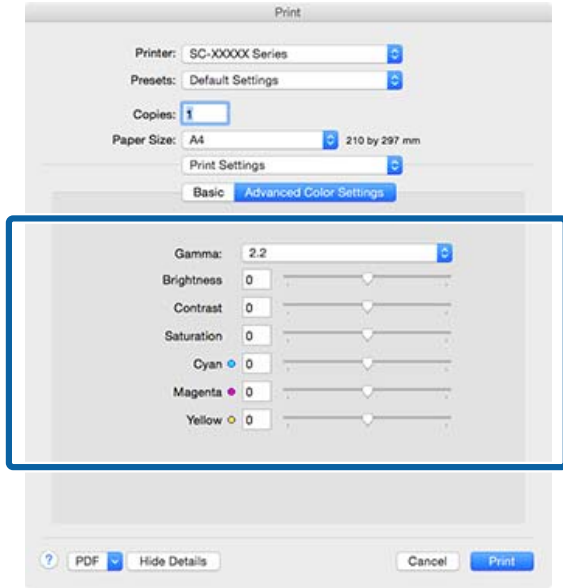 Print
Printer: SC-XXXXX Series
Presets: Default Settings
Copies: 1
Paper Size: A4 210 by 297 mm
Print Settings
Basic Advanced Color Settings
Gamma: 2.2
Brightness 0
Contrast 0
Saturation 0
Cyan 0
Magenta 0
Yellow 0
? PDF Hide Details Cancel Print